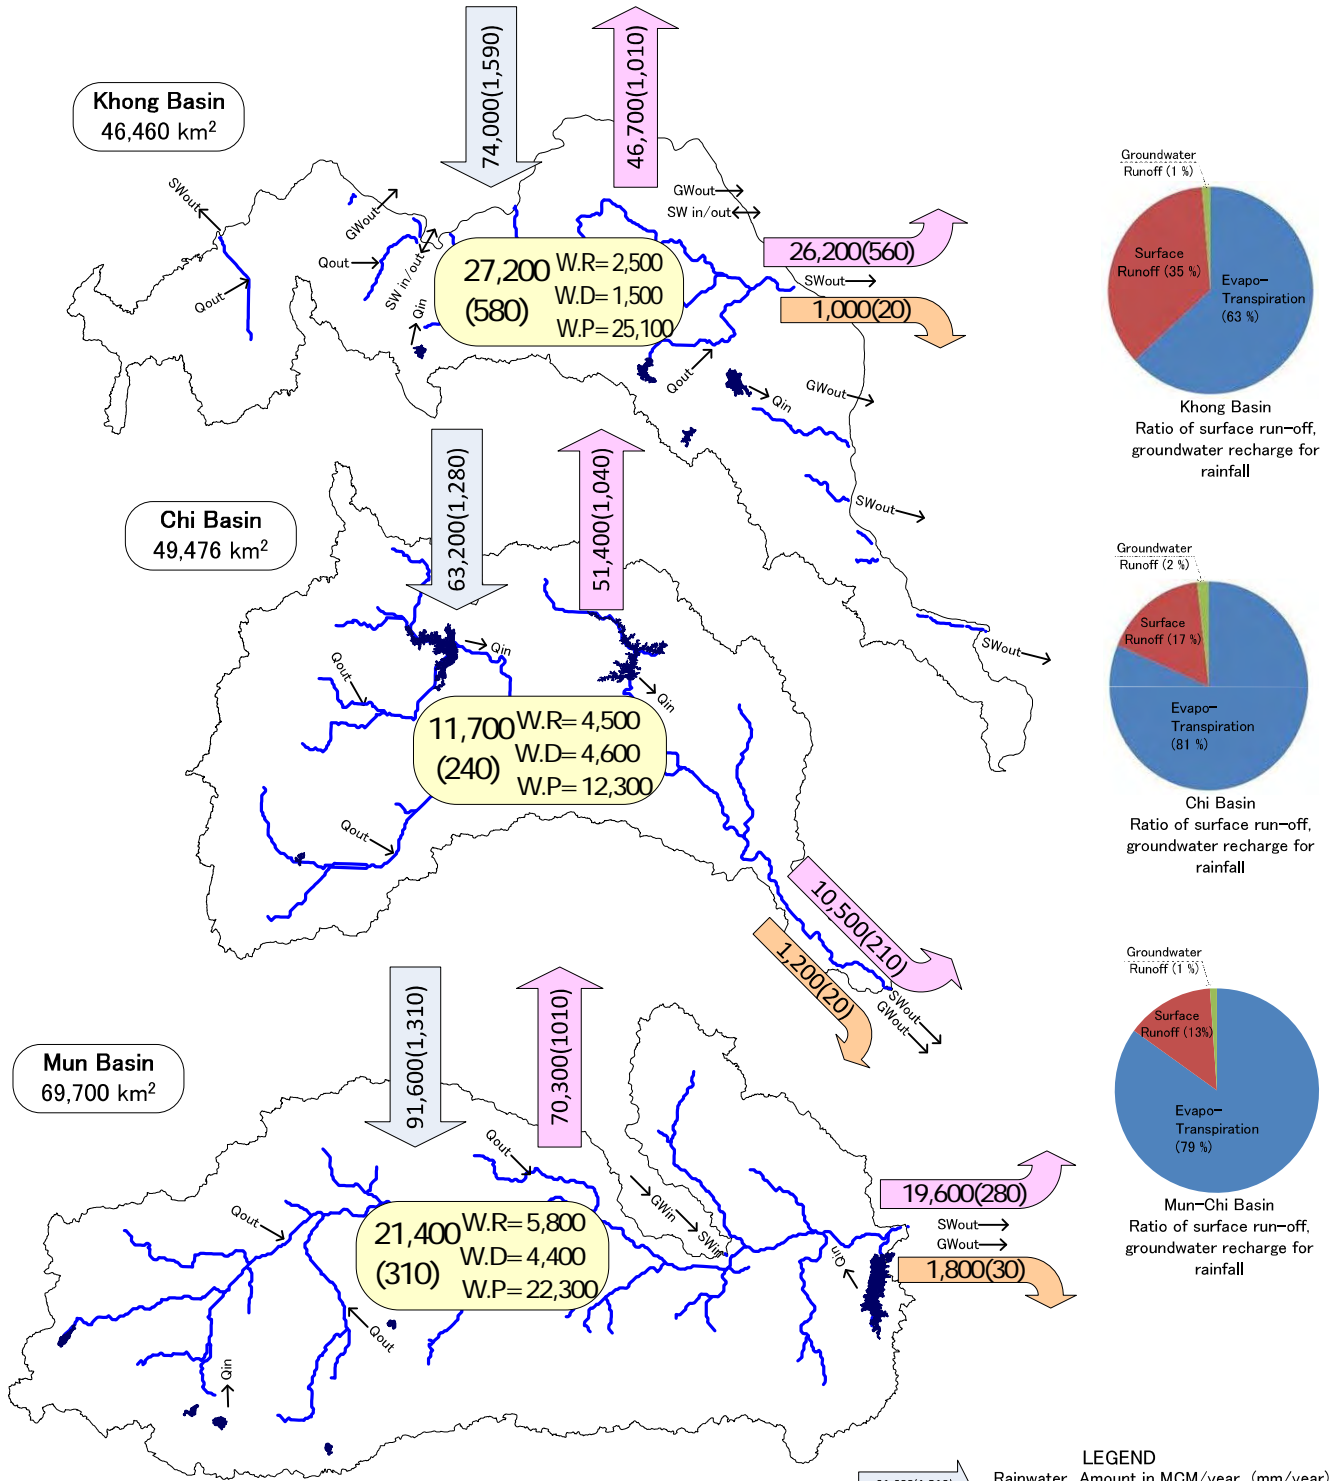 Khong Basin
46,460 km²
74,000(1,590)
46,700(1,010)
SWout
Qout
GWout
Qout
SW in/out
Qin
GWout
SW in/out
27,200
(580)
W.R= 2,500
W.D= 1,500
W.P= 25,100
26,200(560)
SWout
1,000(20)
Qout
Qin
GWout
SWout
SWout
Groundwater
Runoff (1 %)
Surface
Runoff (35 %)
Evapo-
Transpiration
(63 %)
Khong Basin
Ratio of surface run-off,
groundwater recharge for
rainfall
Chi Basin
49,476 km²
63,200(1,280)
51,400(1,040)
Qin
Qout
Qin
11,700
(240)
W.R= 4,500
W.D= 4,600
W.P= 12,300
Qout
10,500(210)
1,200(20)
SWout
GWout
Groundwater
Runoff (2 %)
Surface
Runoff (17 %)
Evapo-
Transpiration
(81 %)
Chi Basin
Ratio of surface run-off,
groundwater recharge for
rainfall
Mun Basin
69,700 km²
91,600(1,310)
70,300(1010)
Qout
Qout
GWin
SWin
21,400
(310)
W.R= 5,800
W.D= 4,400
W.P= 22,300
Qout
Qin
Qin
19,600(280)
SWout
GWout
1,800(30)
Groundwater
Runoff (1 %)
Surface
Runoff (13%)
Evapo-
Transpiration
(79 %)
Mun-Chi Basin
Ratio of surface run-off,
groundwater recharge for
rainfall
LEGEND
Rainwater Amount in MCM/year (mm/year)